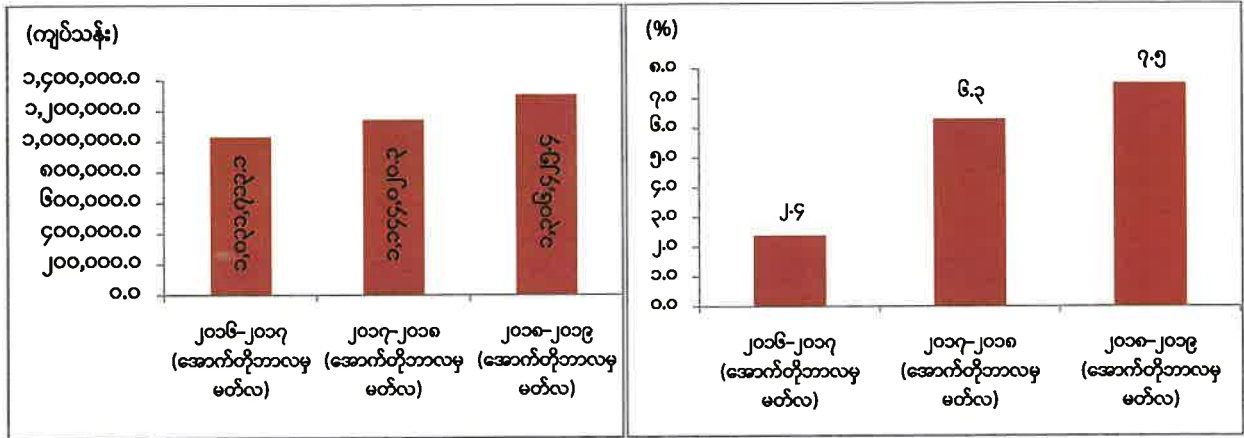 (ကျပ်သန်း)
၁,၄၀၀,၀၀၀.၀
၁,၂၀၀,၀၀၀.၀
၁,၀၀၀,၀၀၀.၀
၈၀၀,၀၀၀.၀
၆၀၀,၀၀၀.၀
၄၀၀,၀၀၀.၀
၂၀၀,၀၀၀.၀
၀.၀
၂၀၁၆–၂၀၁၇
(အောက်တိုဘာလမှ
မတ်လ)
၂၀၁၇–၂၀၁၈
(အောက်တိုဘာလမှ
မတ်လ)
၂၀၁၈–၂၀၁၉
(အောက်တိုဘာလမှ
မတ်လ)
(%)
၈.၀
၇.၀
၆.၀
၅.၀
၄.၀
၃.၀
၂.၀
၁.၀
၀.၀
၂.၄
၆.၃
၇.၅
၂၀၁၆–၂၀၁၇
(အောက်တိုဘာလမှ
မတ်လ)
၂၀၁၇–၂၀၁၈
(အောက်တိုဘာလမှ
မတ်လ)
၂၀၁၈–၂၀၁၉
(အောက်တိုဘာလမှ
မတ်လ)